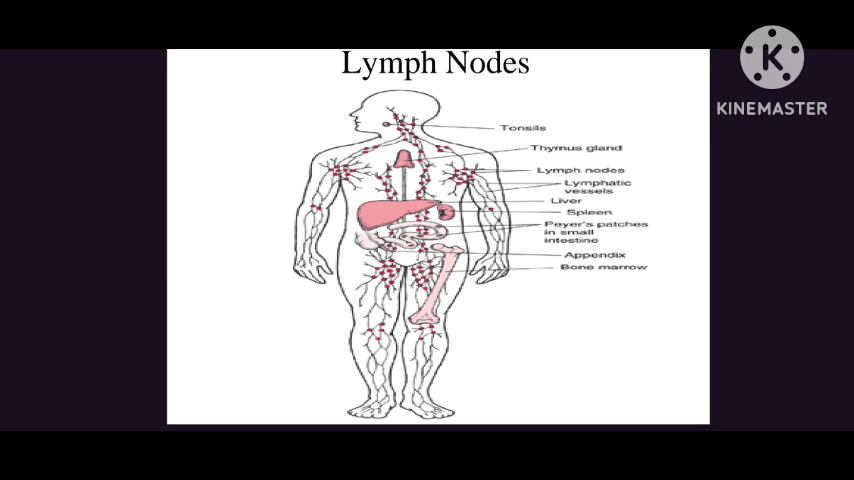 Lymph Nodes
K
KINEMASTER
Tonsils
Thymus gland
Lymph nodes
Lymphatic
vessels
Liver
Spleen
Peyer's patches
in small
intestine
Appendix
Bone marrow